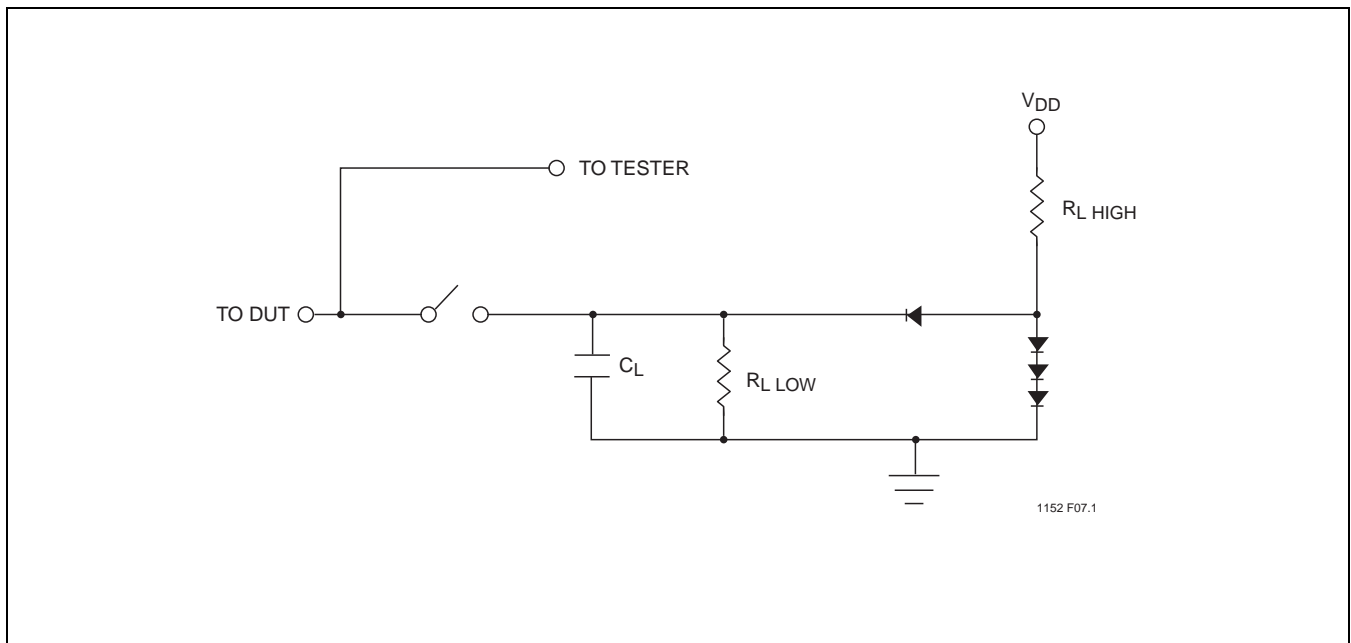 VDD
TO TESTER
RL HIGH
TO DUT
CL
RL LOW
1152 F07.1